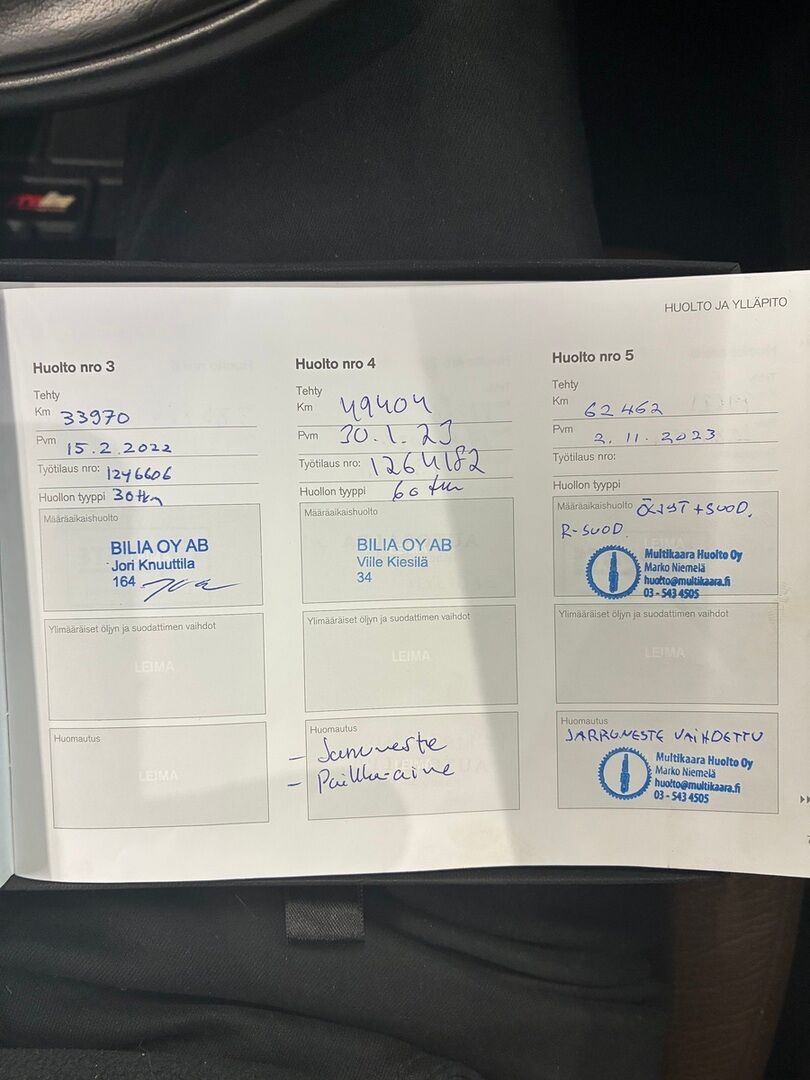 HUOLTO JA YLLÄPITO
Huolto nro 3
Tehty
Km 33970
Pvm 15.2.2022
Työtilaus nro: 1246606
Huollon tyyppi 30tkm
Määräaikaishuolto
BILIA OY AB
Jori Knuuttila
164
Ylimääräiset öljyn ja suodattimen vaihdot
LEIMA
Huomautus
LEIMA
Huolto nro 4
Tehty
Km 49404
Pvm 30.1.23
Työtilaus nro: 1264182
Huollon tyyppi 60 tkm
Määräaikaishuolto
BILIA OY AB
Ville Kiesilä
34
Ylimääräiset öljyn ja suodattimen vaihdot
LEIMA
Huomautus
- Jarruneste
- Paikka-aine
Huolto nro 5
Tehty
Km 62462
Pvm 2.11.2023
Työtilaus nro:
Huollon tyyppi
Määräaikaishuolto ÖLJYT + SUOD.
R-SUOD.
Multikaara Huolto Oy
Marko Niemelä
huolto@multikaara.fi
03 - 543 4505
Ylimääräiset öljyn ja suodattimen vaihdot
LEIMA
Huomautus
JARRUNESTE VAIHDETTU
Multikaara Huolto Oy
Marko Niemelä
huolto@multikaara.fi
03 - 543 4505